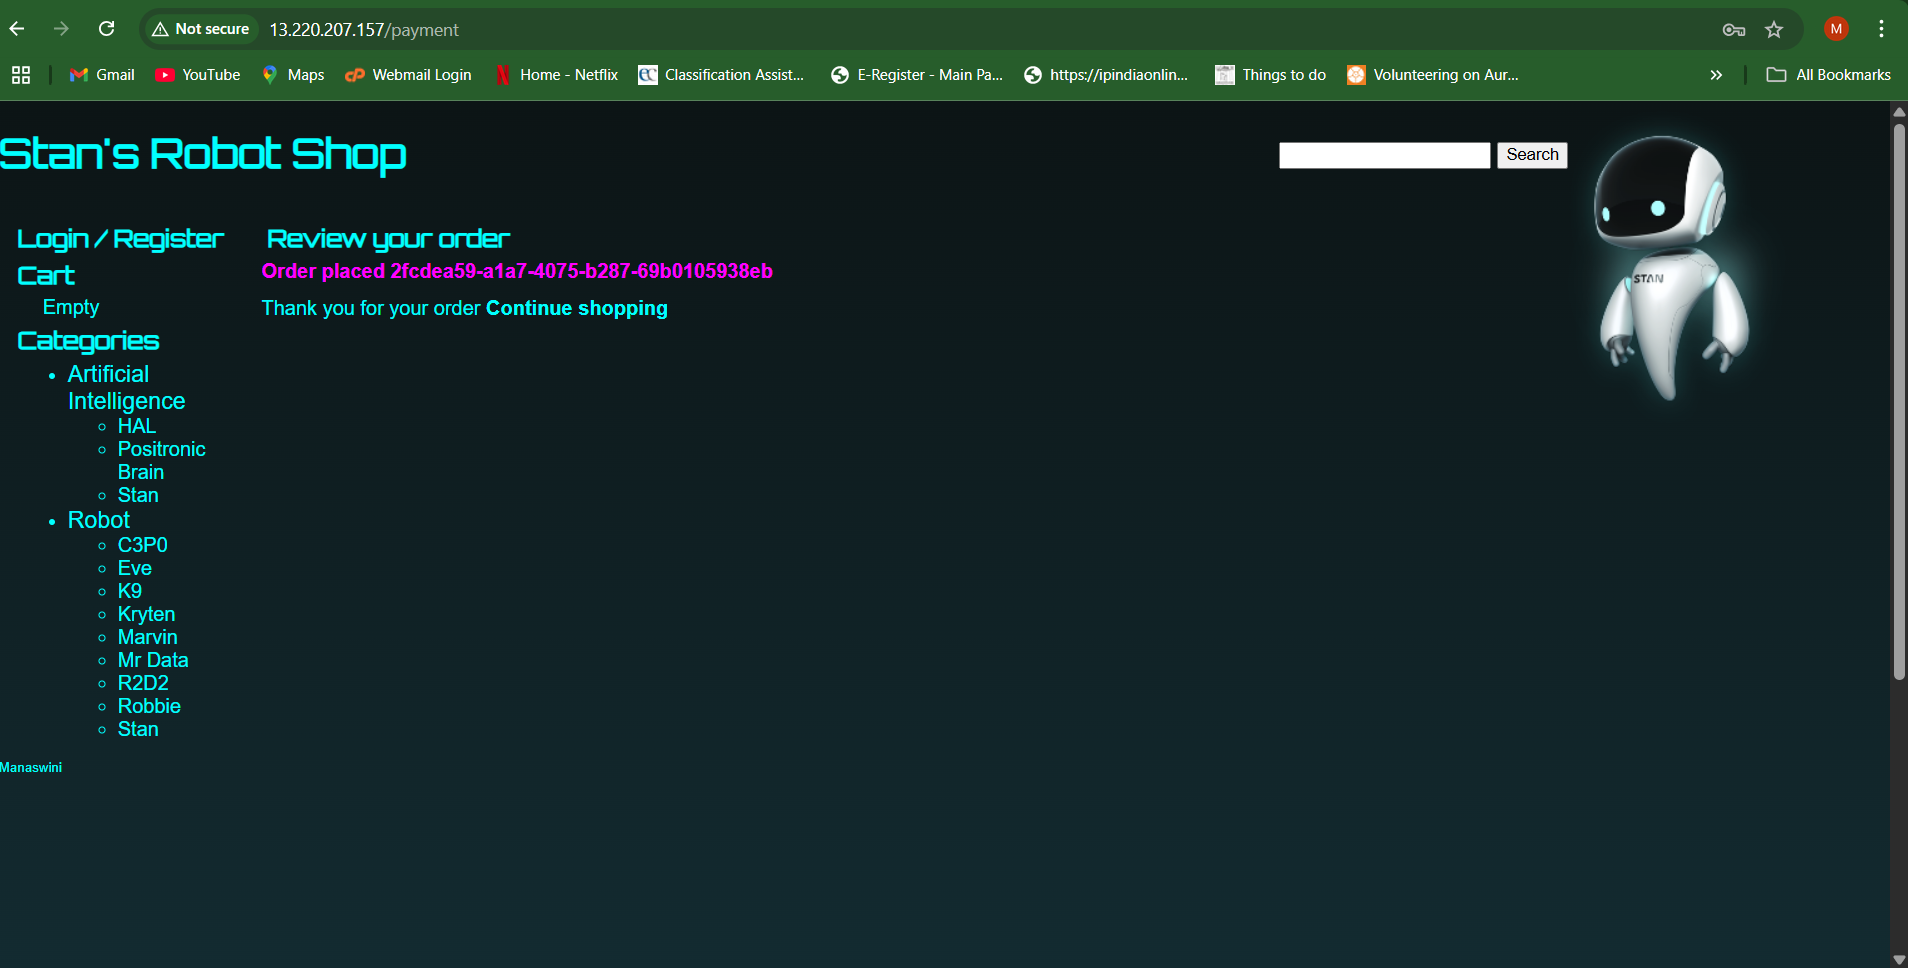 Not secure
13.220.207.157/payment
M
Gmail
YouTube
Maps
Webmail Login
Home - Netflix
Classification Assist...
E-Register - Main Pa...
https://ipindiaonlin...
Things to do
Volunteering on Aur...
All Bookmarks
Stan's Robot Shop
Search
STAN
Login / Register
Cart
Empty
Categories
Artificial
Intelligence
HAL
Positronic
Brain
Stan
Robot
C3P0
Eve
K9
Kryten
Marvin
Mr Data
R2D2
Robbie
Stan
Review your order
Order placed 2fcdea59-a1a7-4075-b287-69b0105938eb
Thank you for your order Continue shopping
Manaswini